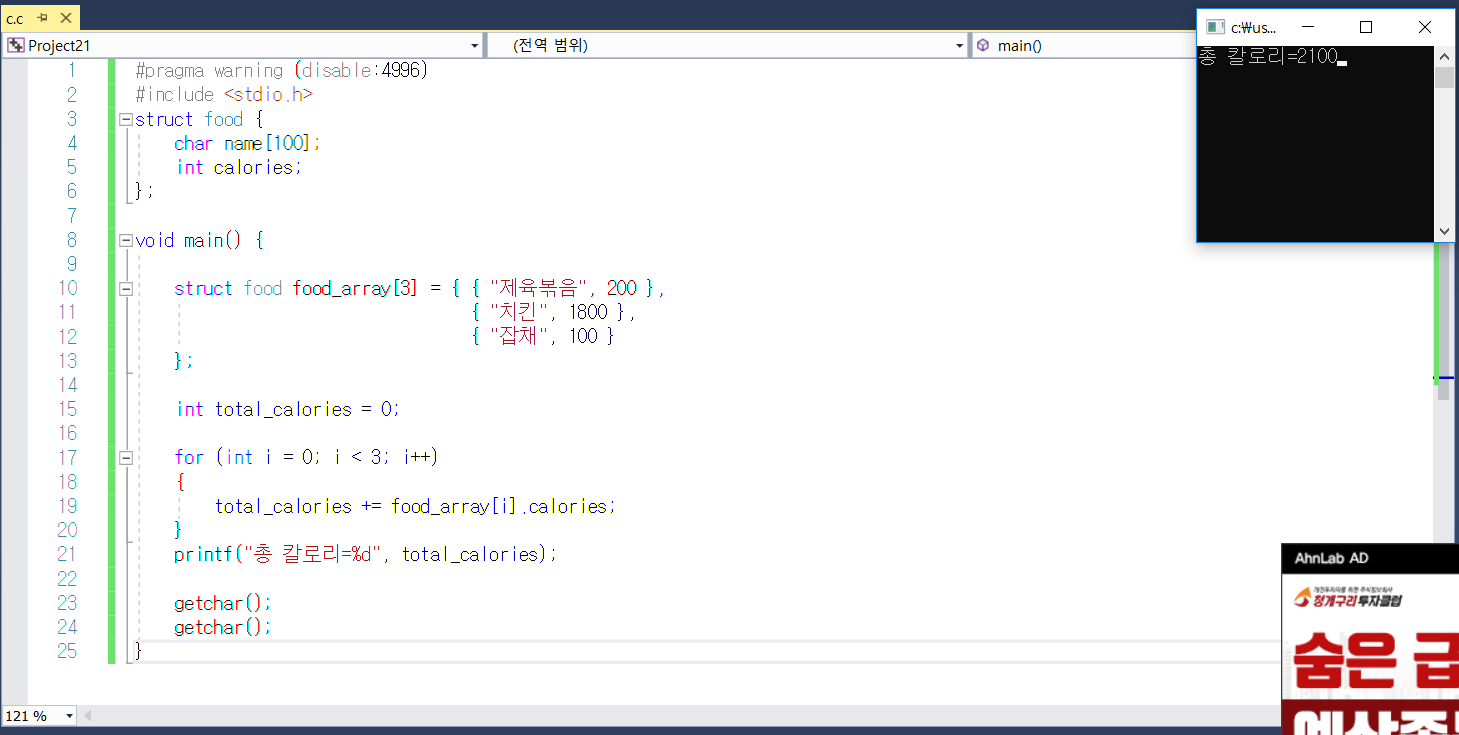 c.c
Project21
(전역 범위)
main()
1 #pragma warning (disable:4996)
2 #include <stdio.h>
3 struct food {
4 char name[100];
5 int calories;
6 };
7
8 void main() {
9
10 struct food food_array[3] = { { "제육볶음", 200 },
11 { "치킨", 1800 },
12 { "잡채", 100 }
13 };
14
15 int total_calories = 0;
16
17 for (int i = 0; i < 3; i++)
18 {
19 total_calories += food_array[i].calories;
20 }
21 printf("총 칼로리=%d", total_calories);
22
23 getchar();
24 getchar();
25 }
121 %
c:₩us...
총 칼로리=2100
AhnLab AD
청개구리 투자클럽
숨은 급